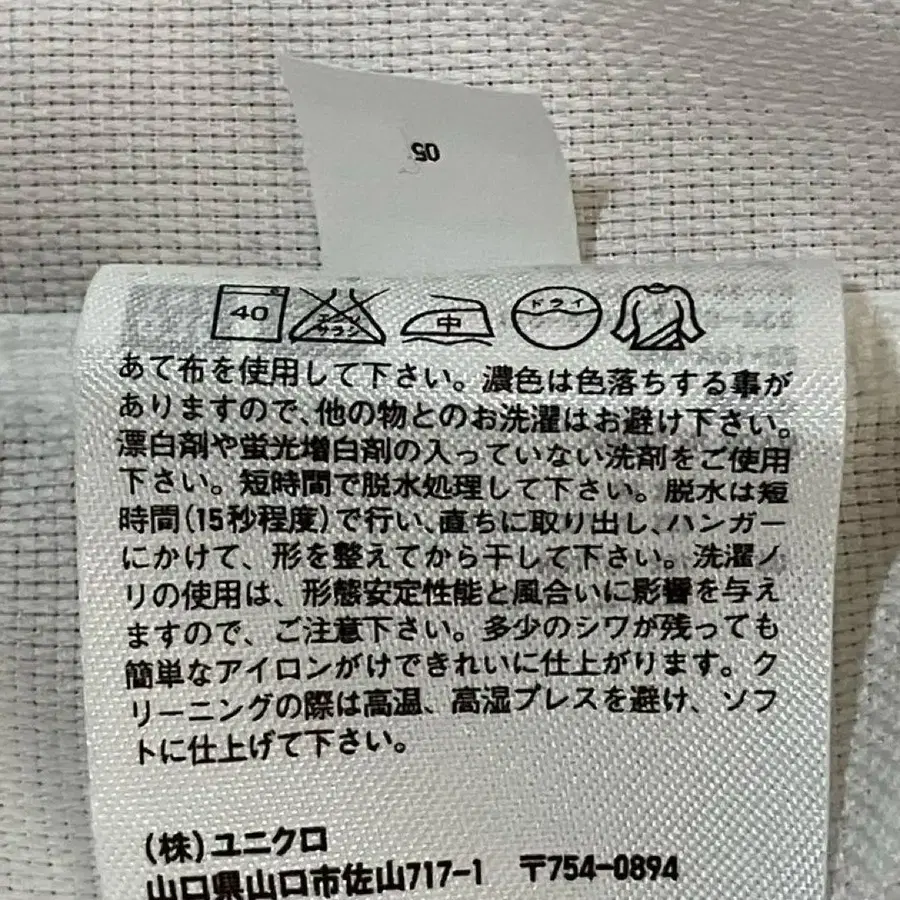 05
40
エンソ
サラシ
中
ドライ
あて布を使用して下さい。濃色は色落ちする事が
ありますので、他の物とのお洗濯はお避け下さい。
漂白剤や蛍光増白剤の入っていない洗剤をご使用
下さい。短時間で脱水処理して下さい。脱水は短
時間(15秒程度)で行い、直ちに取り出し、ハンガー
にかけて、形を整えてから干して下さい。洗濯ノ
リの使用は、形態安定性能と風合いに影響を与え
ますので、ご注意下さい。多少のシワが残っても
簡単なアイロンがけできれいに仕上がります。ク
リーニングの際は高温、高湿プレスを避け、ソフ
トに仕上げて下さい。
(株)ユニクロ
山口県山口市佐山717-1 〒754-0894